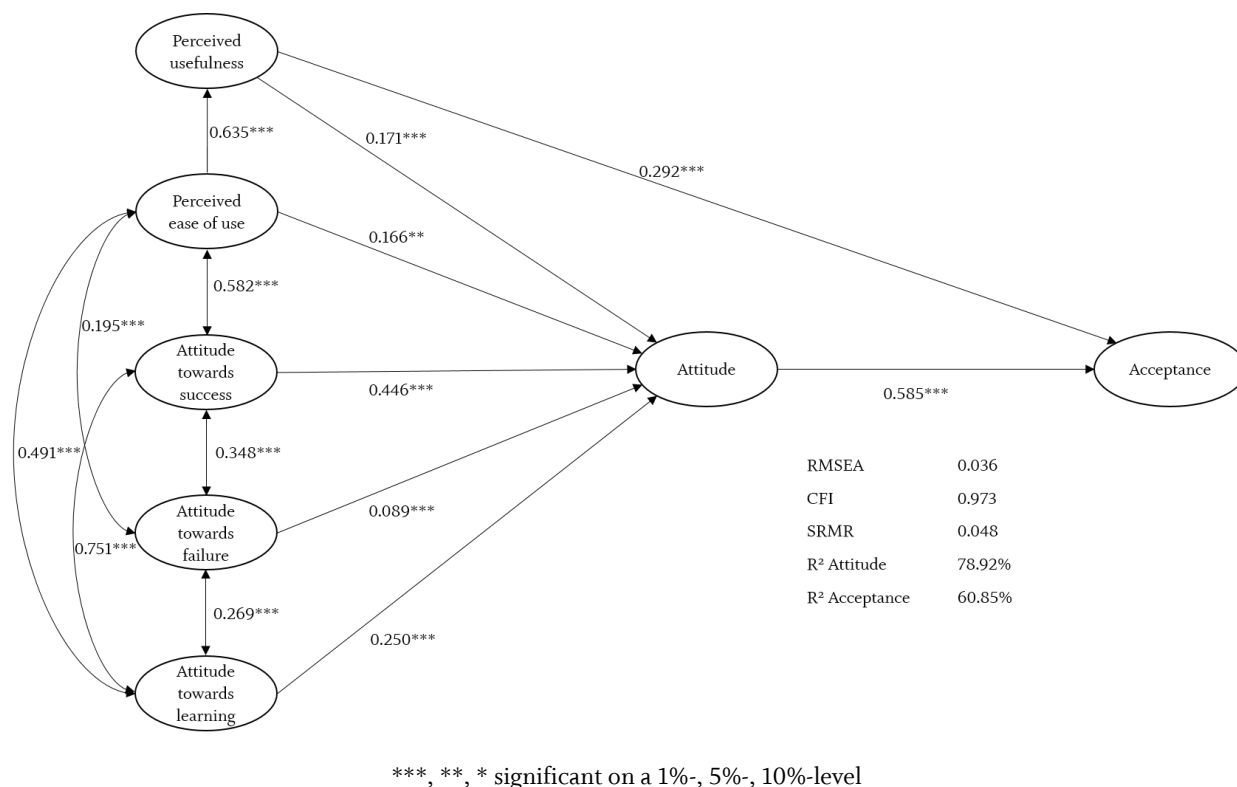 Perceived
usefulness
0.635***
0.171***
0.292***
Perceived
ease of use
0.166**
0.582***
0.195***
Attitude
towards
success
0.446***
Attitude
Acceptance
0.585***
0.491***
0.348***
Attitude
towards
failure
0.089***
0.751***
0.269***
0.250***
Attitude
towards
learning
RMSEA 0.036
CFI 0.973
SRMR 0.048
R² Attitude 78.92%
R² Acceptance 60.85%
***, **, * significant on a 1%-, 5%-, 10%-level